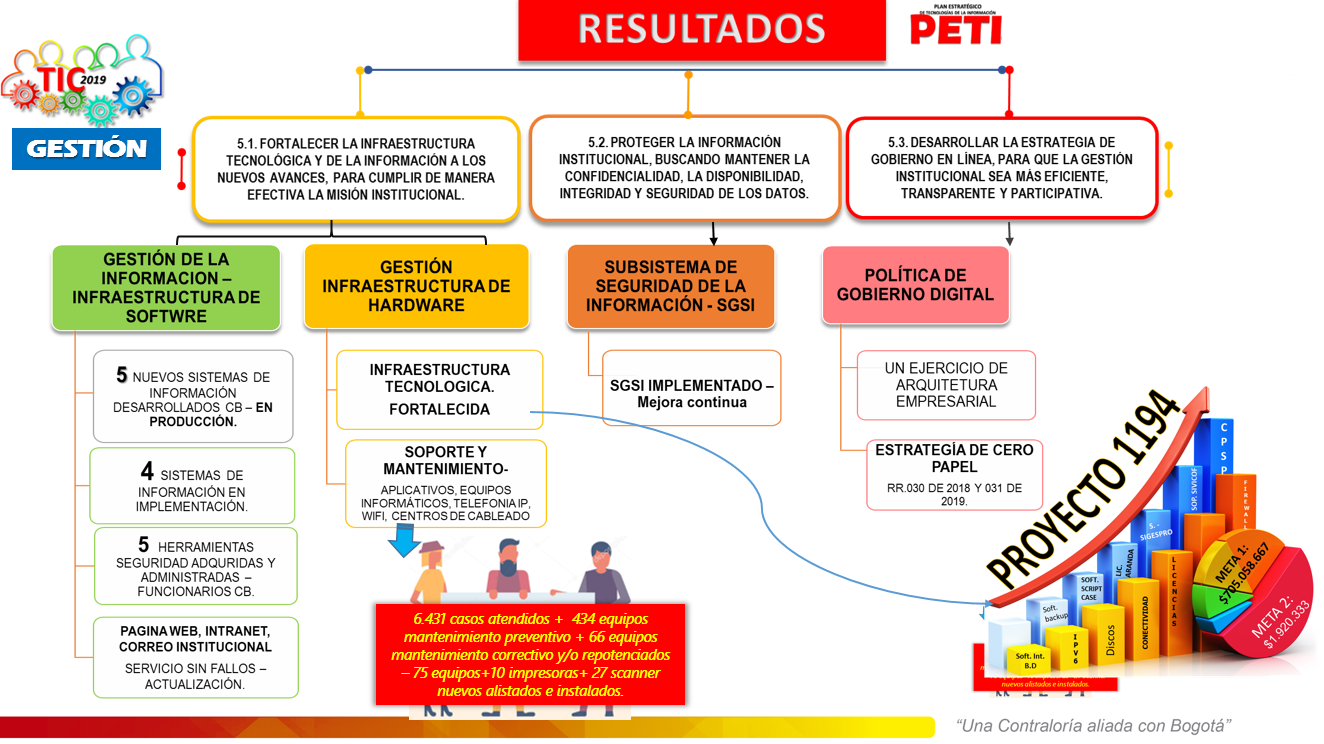 RESULTADOS
PLAN ESTRATÉGICO
DE TECNOLOGÍAS DE LA INFORMACIÓN
PETI
TIC 2019
GESTIÓN
5.1. FORTALECER LA INFRAESTRUCTURA
TECNOLÓGICA Y DE LA INFORMACIÓN A LOS
NUEVOS AVANCES, PARA CUMPLIR DE MANERA
EFECTIVA LA MISIÓN INSTITUCIONAL.
5.2. PROTEGER LA INFORMACIÓN
INSTITUCIONAL, BUSCANDO MANTENER LA
CONFIDENCIALIDAD, LA DISPONIBILIDAD,
INTEGRIDAD Y SEGURIDAD DE LOS DATOS.
5.3. DESARROLLAR LA ESTRATEGIA DE
GOBIERNO EN LÍNEA, PARA QUE LA GESTIÓN
INSTITUCIONAL SEA MÁS EFICIENTE,
TRANSPARENTE Y PARTICIPATIVA.
GESTIÓN DE LA
INFORMACION –
INFRAESTRUCTURA DE
SOFTWRE
5 NUEVOS SISTEMAS DE
INFORMACIÓN
DESARROLLADOS CB – EN
PRODUCCIÓN.
4 SISTEMAS DE
INFORMACIÓN EN
IMPLEMENTACIÓN.
5 HERRAMIENTAS
SEGURIDAD ADQURIDAS Y
ADMINISTRADAS –
FUNCIONARIOS CB.
PAGINA WEB, INTRANET,
CORREO INSTITUCIONAL
SERVICIO SIN FALLOS –
ACTUALIZACIÓN.
GESTIÓN
INFRAESTRUCTURA DE
HARDWARE
INFRAESTRUCTURA
TECNOLOGICA.
FORTALECIDA
SOPORTE Y
MANTENIMIENTO-
APLICATIVOS, EQUIPOS
INFORMÁTICOS, TELEFONIA IP,
WIFI, CENTROS DE CABLEADO
6.431 casos atendidos + 434 equipos
mantenimiento preventivo + 66 equipos
mantenimiento correctivo y/o repotenciados
– 75 equipos+10 impresoras+ 27 scanner
nuevos alistados e instalados.
SUBSISTEMA DE
SEGURIDAD DE LA
INFORMACIÓN - SGSI
SGSI IMPLEMENTADO –
Mejora continua
POLÍTICA DE
GOBIERNO DIGITAL
UN EJERCICIO DE
ARQUITETURA
EMPRESARIAL
ESTRATEGÍA DE CERO
PAPEL
RR.030 DE 2018 Y 031 DE
2019.
PROYECTO 1194
CPSP
SOP. SIVICOF
FIREWALL
S. -
SIGESPRO
LIC.
ARANDA
LICENCIAS
SOFT.
SCRIPT
CASE
CONECTIVIDAD
Soft.
backup
Discos
IPV6
Soft. Int.
B.D
META 1:
$705.058.667
META 2:
$1.920.333
nuevos alistados e instalados.
“Una Contraloría aliada con Bogotá”